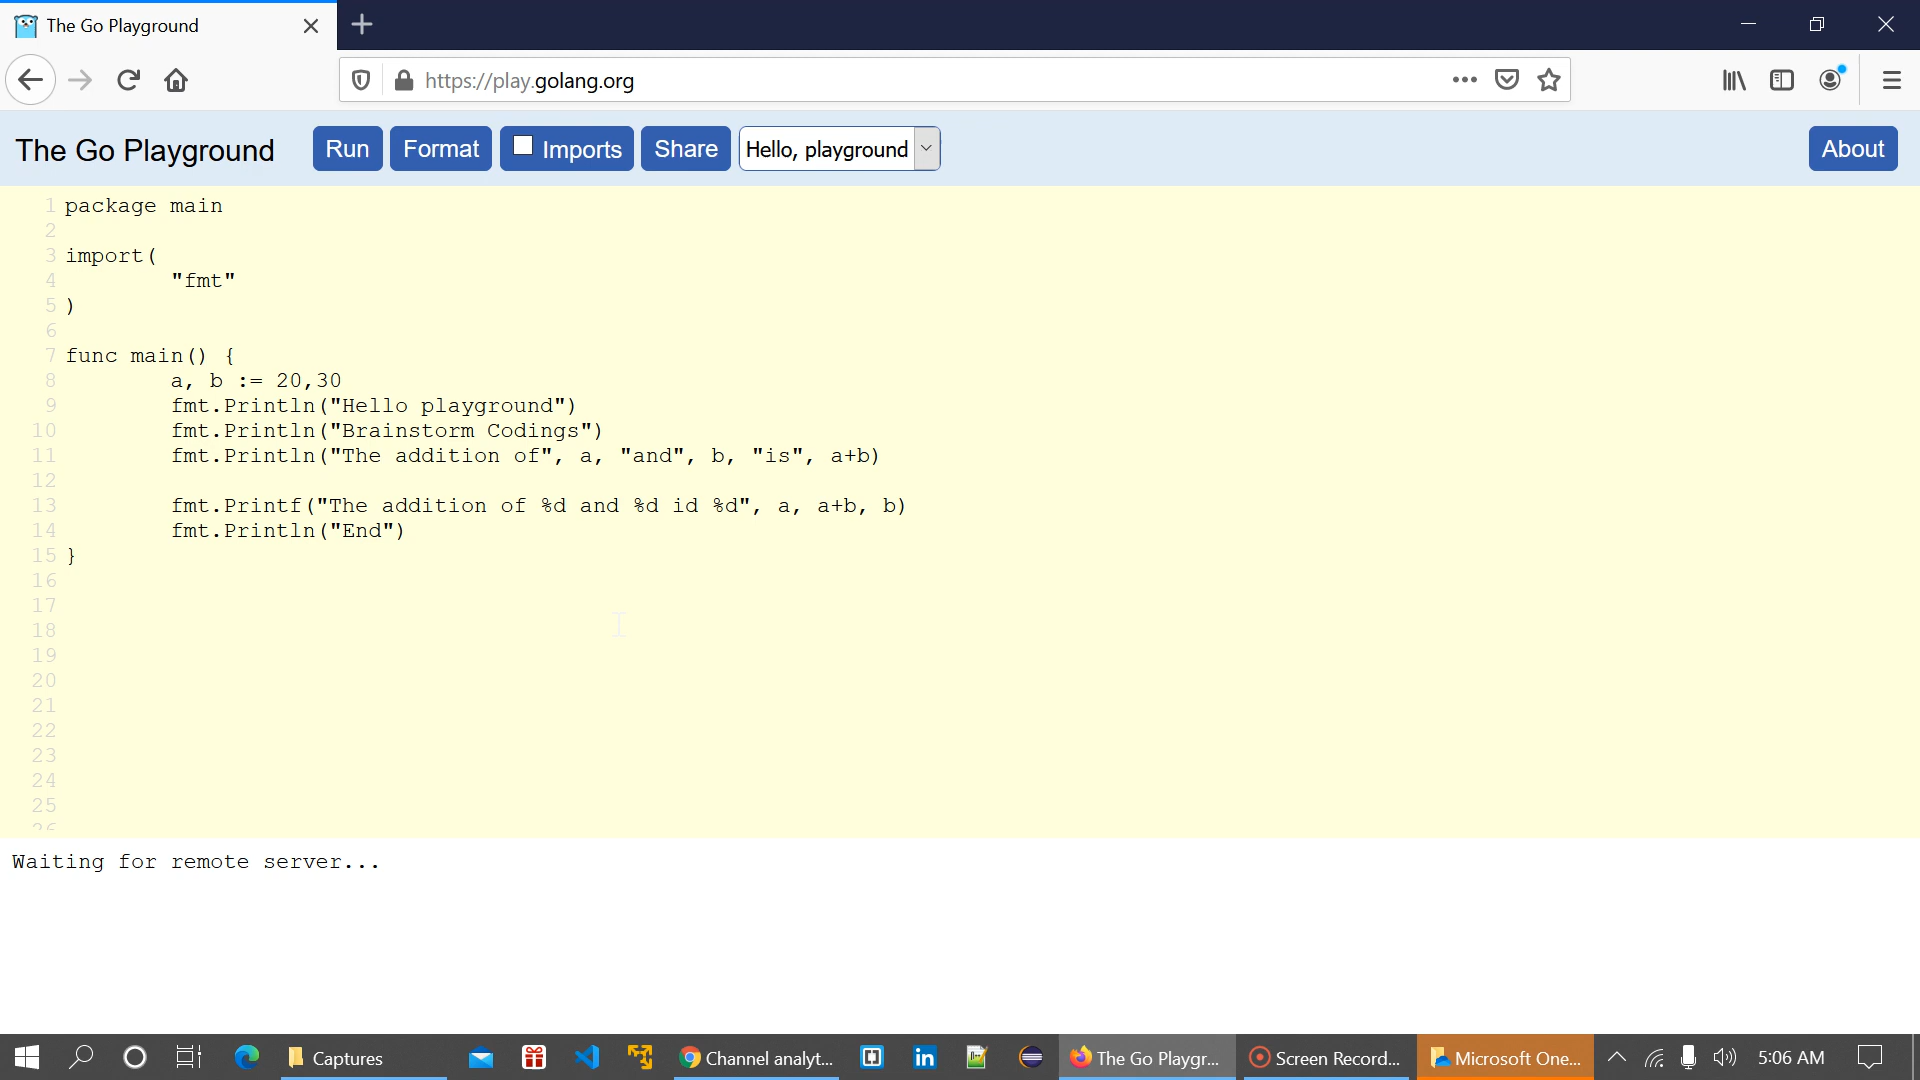 The Go Playground
https://play.golang.org
The Go Playground
Run
Format
Imports
Share
Hello, playground
About
1 package main
2
3 import(
4 "fmt"
5 )
6
7 func main() {
8 a, b := 20,30
9 fmt.Println("Hello playground")
10 fmt.Println("Brainstorm Codings")
11 fmt.Println("The addition of", a, "and", b, "is", a+b)
12
13 fmt.Printf("The addition of %d and %d id %d", a, a+b, b)
14 fmt.Println("End")
15 }
16
17
18
19
20
21
22
23
24
25
26
Waiting for remote server...
Captures
Channel analyt...
The Go Playgr...
Screen Record...
Microsoft One...
5:06 AM